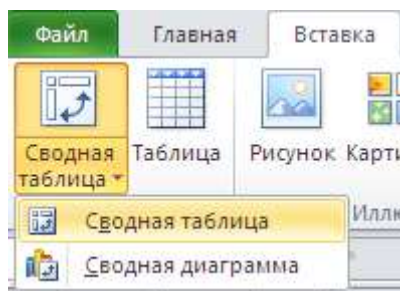 Файл Главная Вставка
Сводная таблица Таблица Рисунок
Сводная таблица
Сводная диаграмма